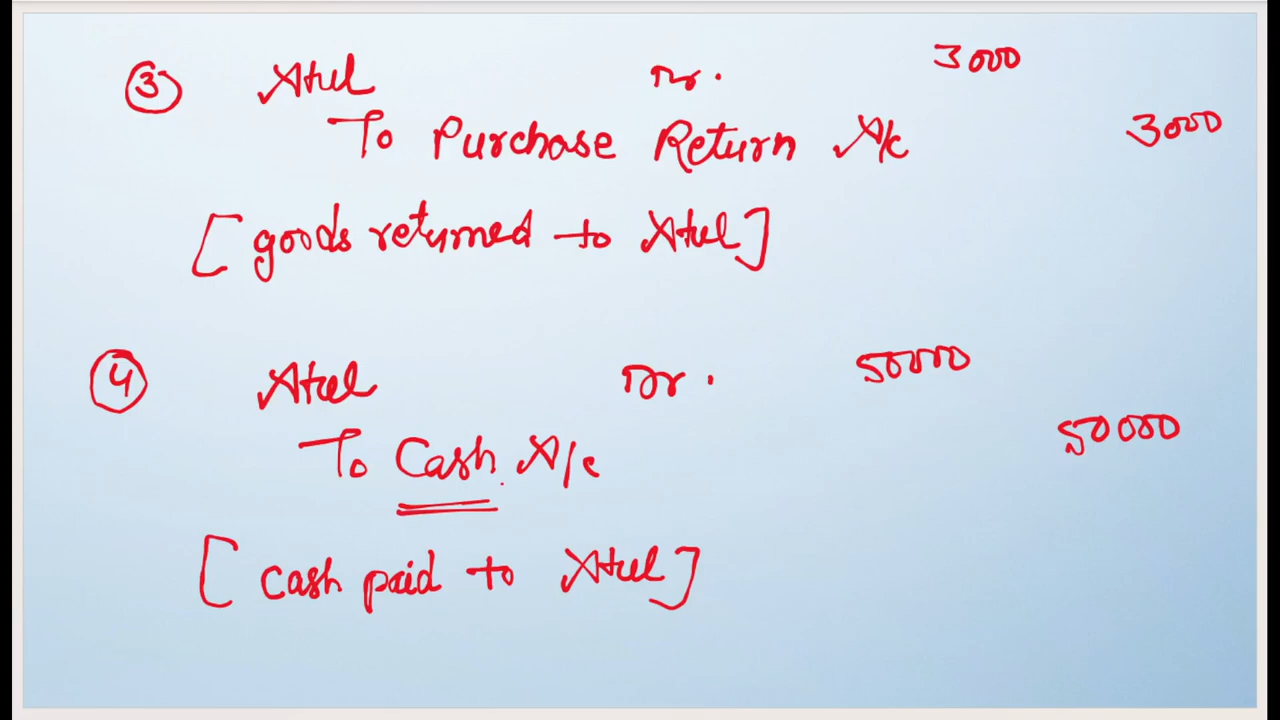 3 Atul Dr. 3000
To Purchase Return A/c 3000
[goods returned to Atul]
4 Atul Dr. 50000
To Cash A/c 50000
[cash paid to Atul]